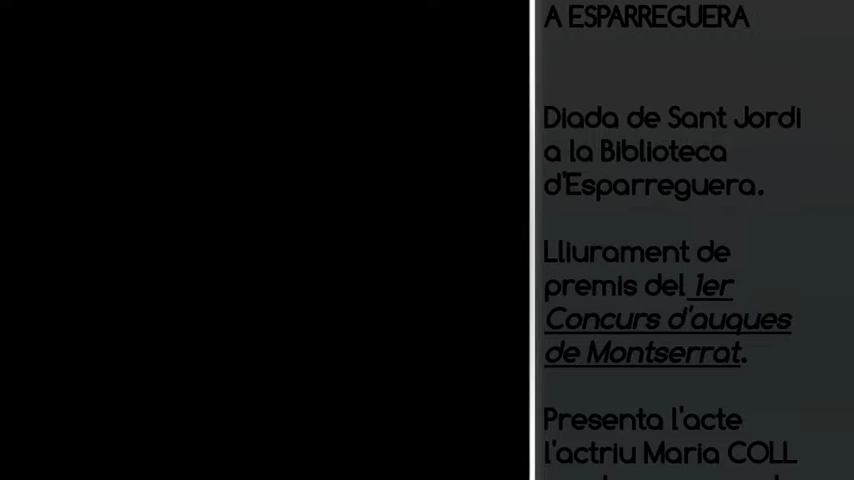 A ESPARREGUERA
Diada de Sant Jordi
a la Biblioteca
d'Esparreguera.
Lliurament de
premis del 1er
Concurs d'auques
de Montserrat.
Presenta l'acte
l'actriu Maria COLL